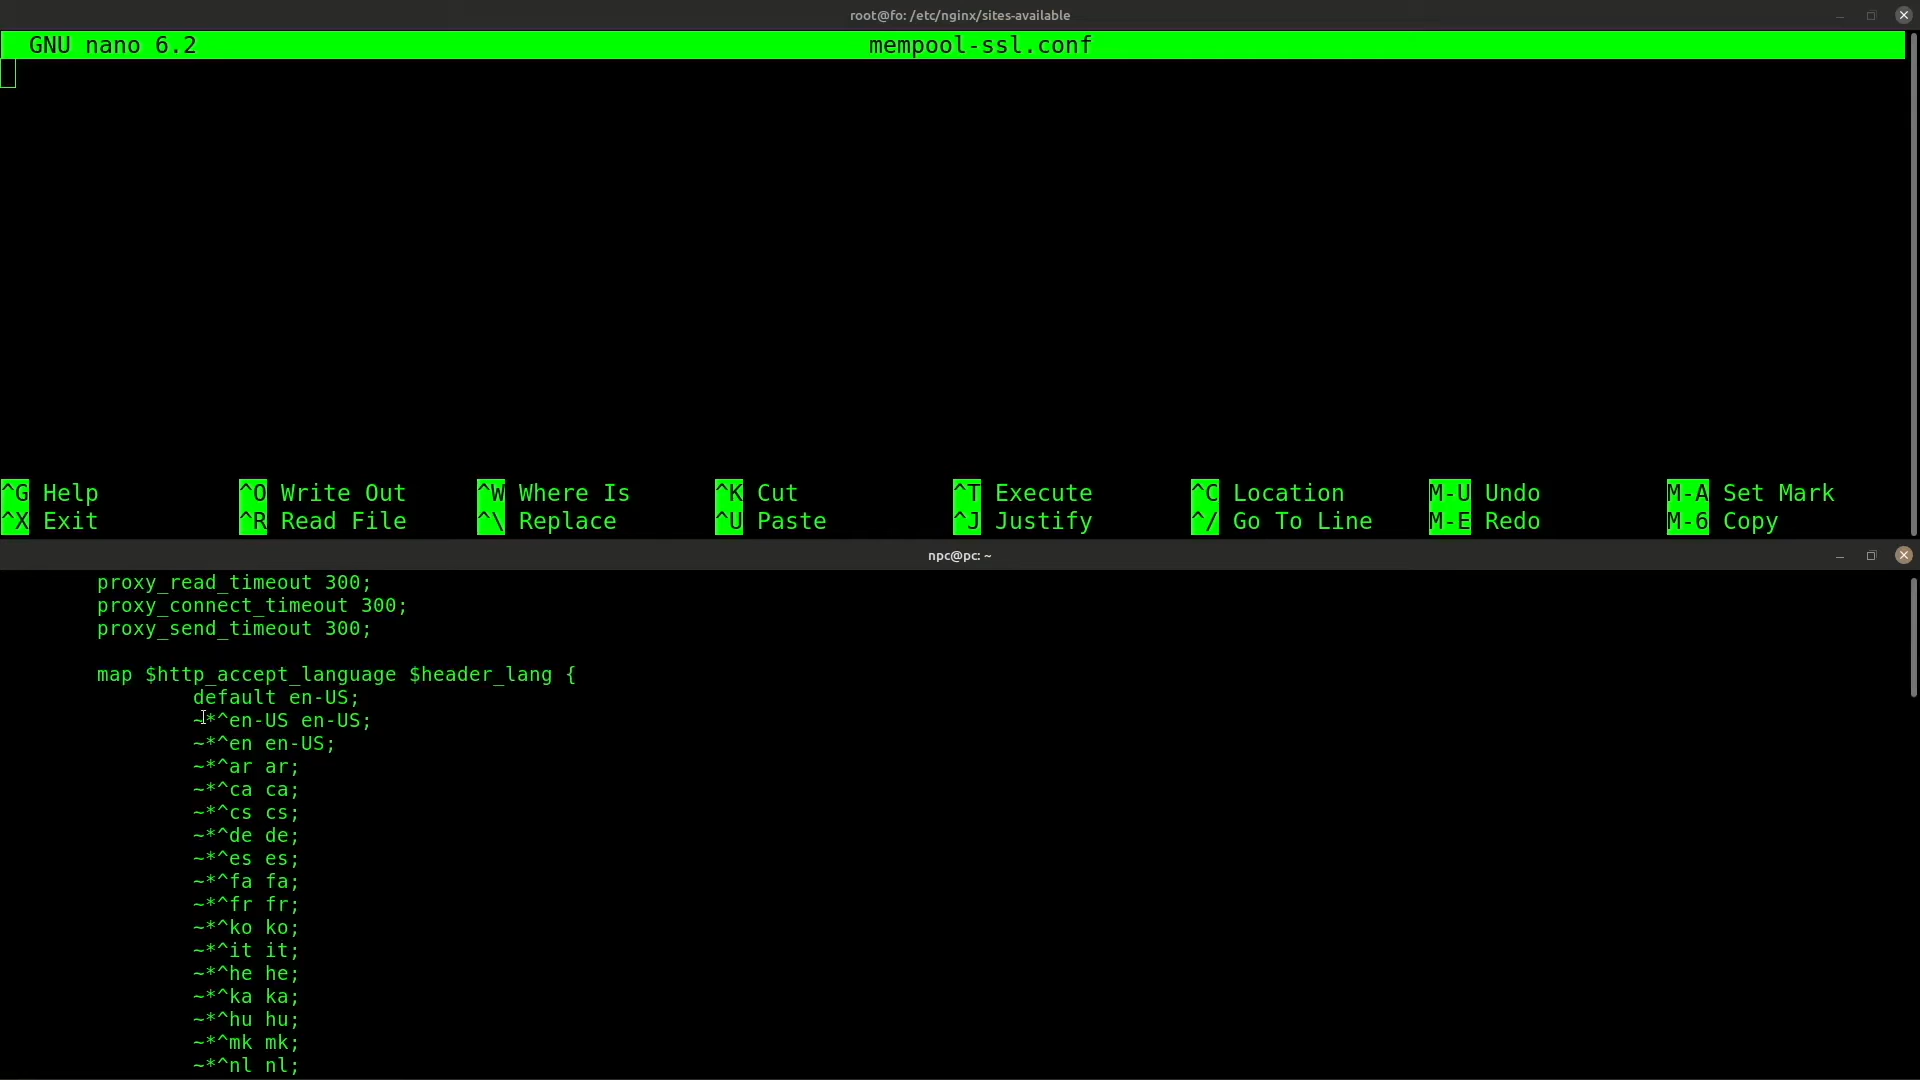 root@fo: /etc/nginx/sites-available
GNU nano 6.2 mempool-ssl.conf
^G Help ^O Write Out ^W Where Is ^K Cut ^T Execute ^C Location M-U Undo M-A Set Mark
^X Exit ^R Read File ^\ Replace ^U Paste ^J Justify ^/ Go To Line M-E Redo M-6 Copy
npc@pc: ~
proxy_read_timeout 300;
proxy_connect_timeout 300;
proxy_send_timeout 300;
map $http_accept_language $header_lang {
default en-US;
~*^en-US en-US;
~*^en en-US;
~*^ar ar;
~*^ca ca;
~*^cs cs;
~*^de de;
~*^es es;
~*^fa fa;
~*^fr fr;
~*^ko ko;
~*^it it;
~*^he he;
~*^ka ka;
~*^hu hu;
~*^mk mk;
~*^nl nl;